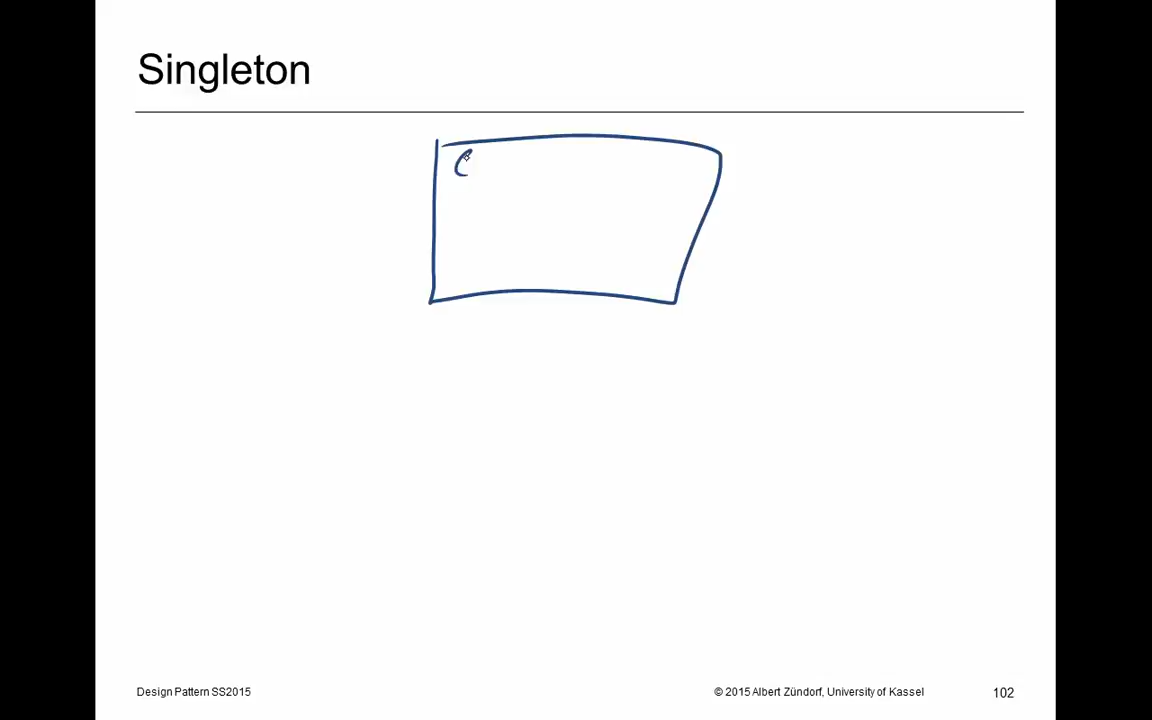 Singleton
C
Design Pattern SS2015
© 2015 Albert Zündorf, University of Kassel
102